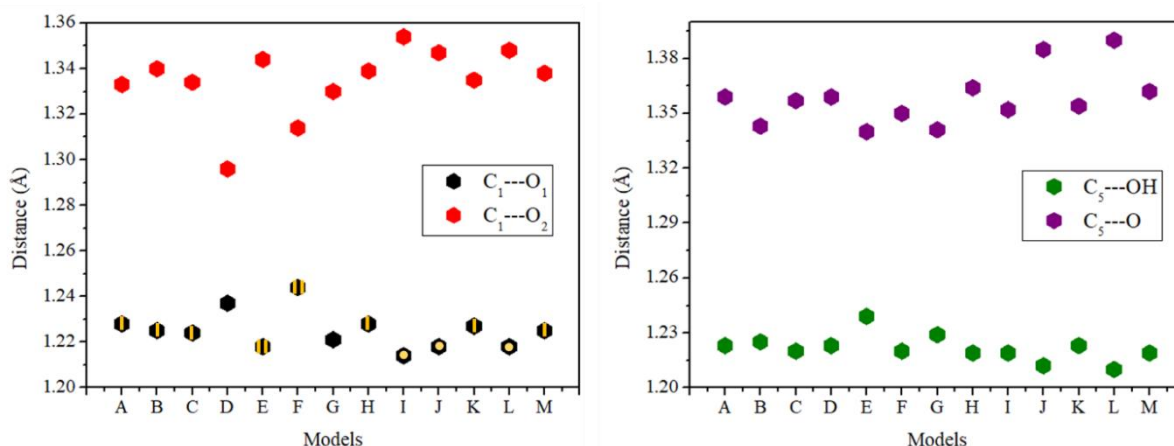 1.36
1.34
1.32
1.30
1.28
1.26
1.24
1.22
1.20
Distance (Å)
C₁---O₁
C₁---O₂
A B C D E F G H I J K L M
Models
1.38
1.35
1.32
1.29
1.26
1.23
1.20
Distance (Å)
C₅---OH
C₅---O
A B C D E F G H I J K L M
Models